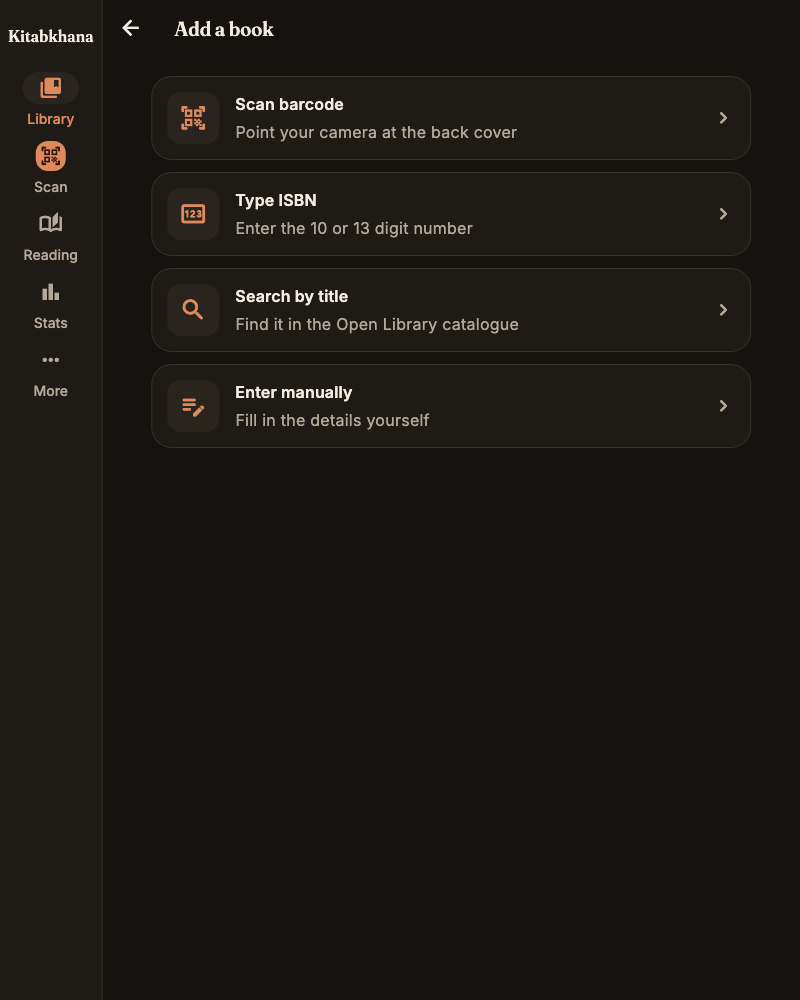 Kitabkhana
Library
Scan
Reading
Stats
More
Add a book
Scan barcode
Point your camera at the back cover
123
Type ISBN
Enter the 10 or 13 digit number
Search by title
Find it in the Open Library catalogue
Enter manually
Fill in the details yourself